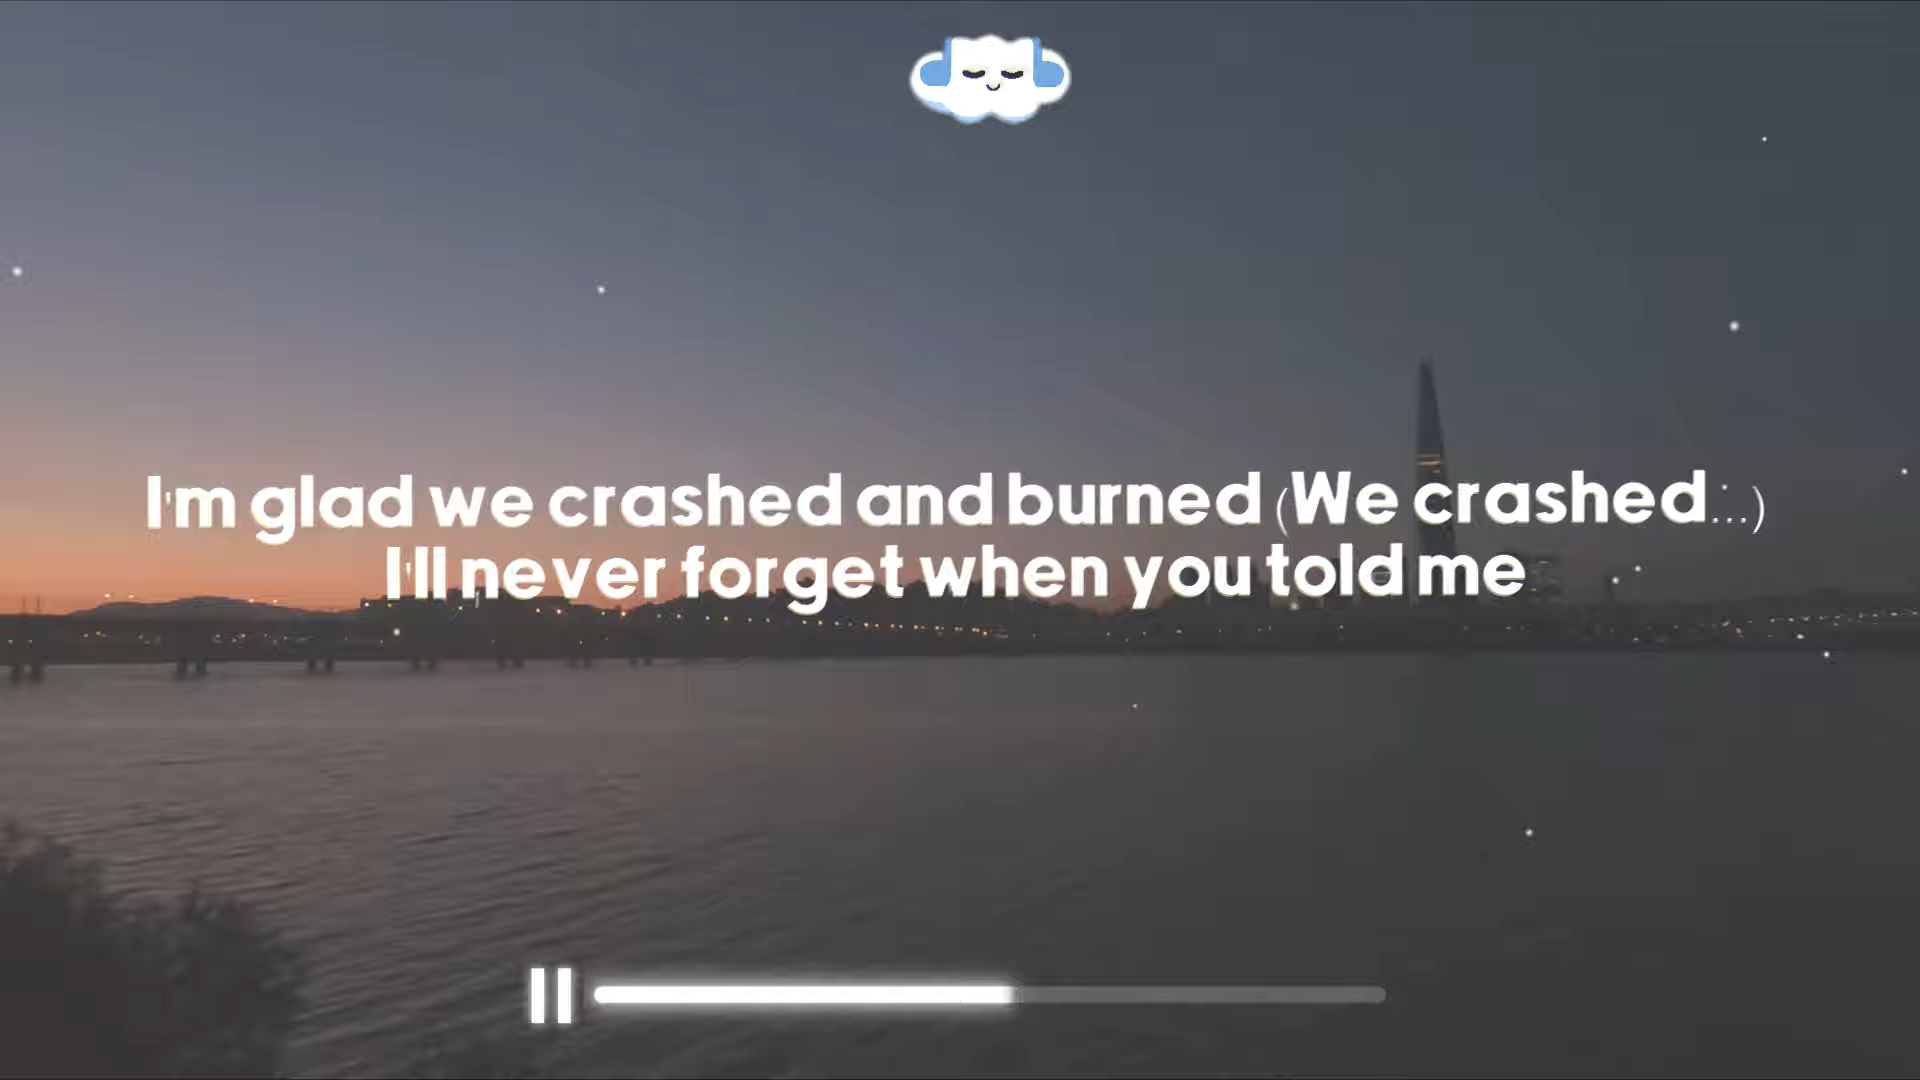 I'm glad we crashed and burned (We crashed...)
I'll never forget when you told me